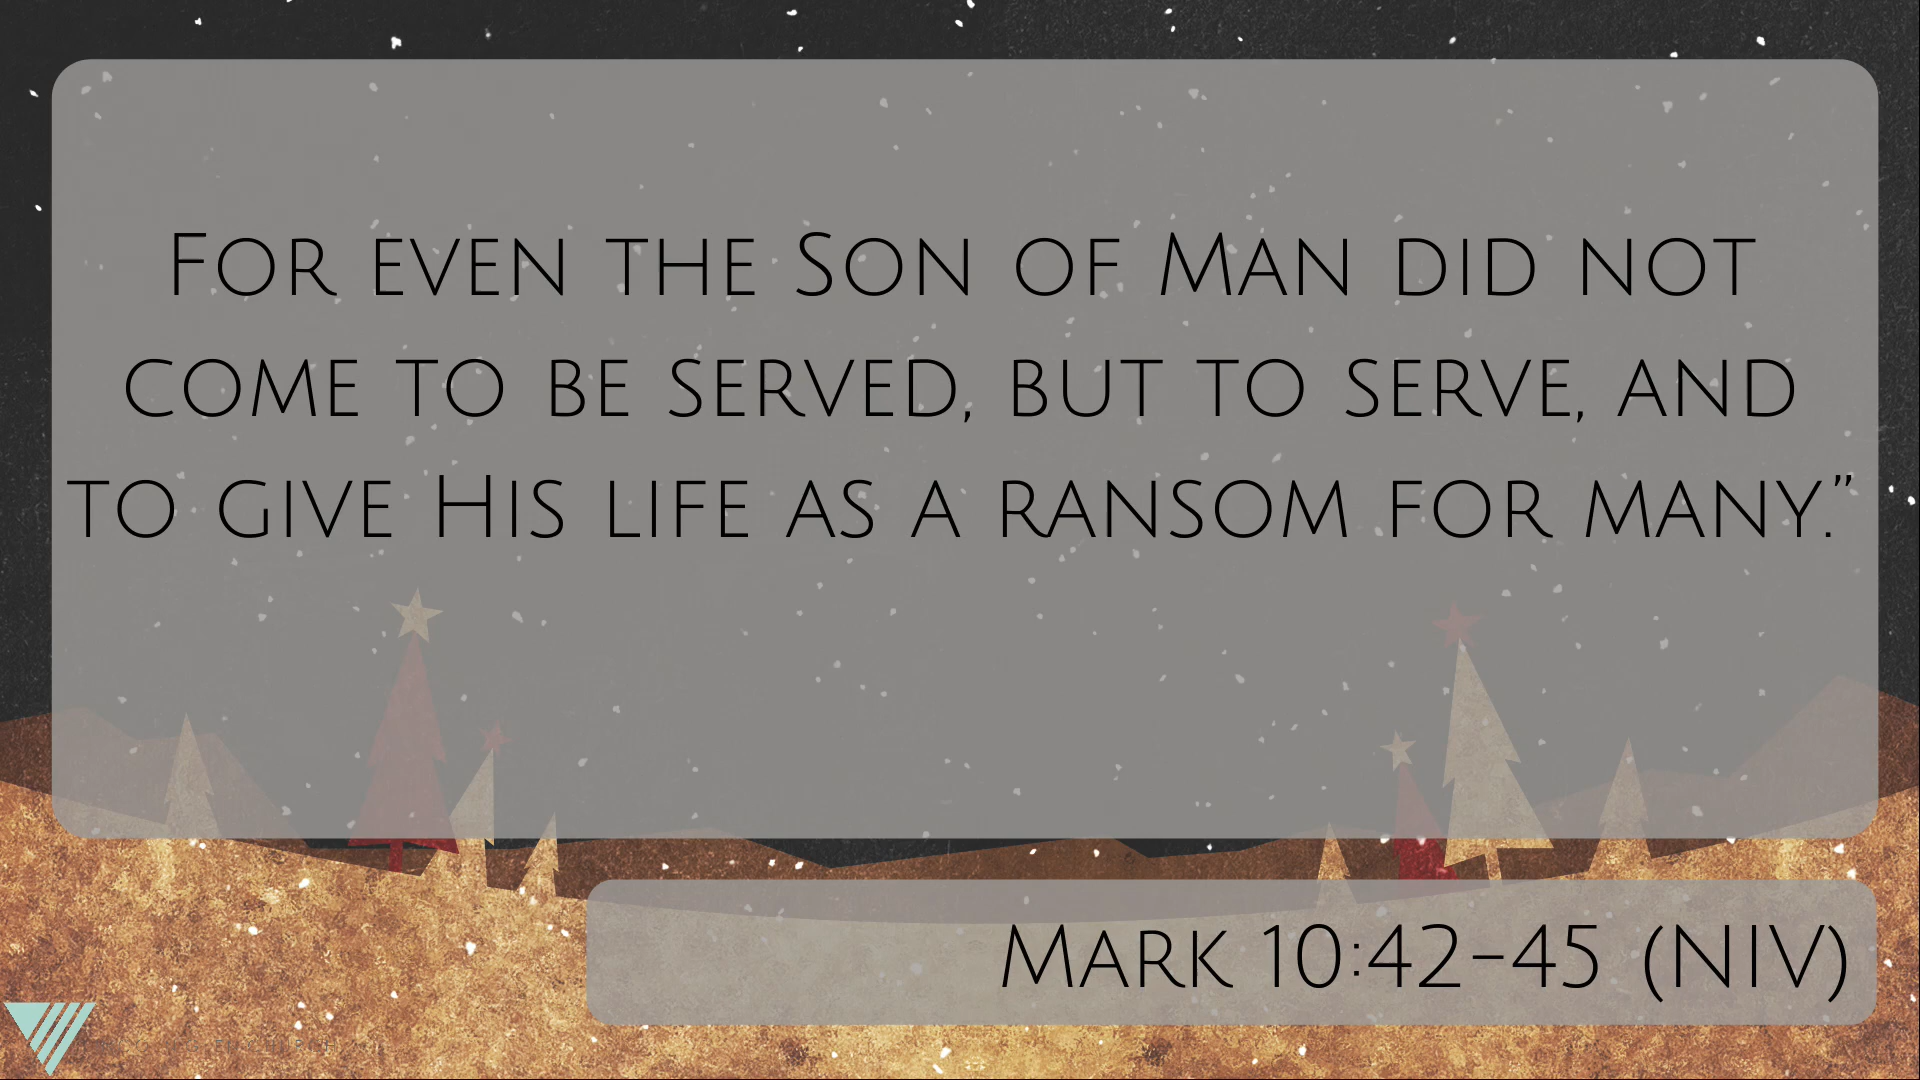 For even the Son of Man did not
come to be served, but to serve, and
to give His life as a ransom for many.”
Mark 10:42-45 (NIV)
CHURCH